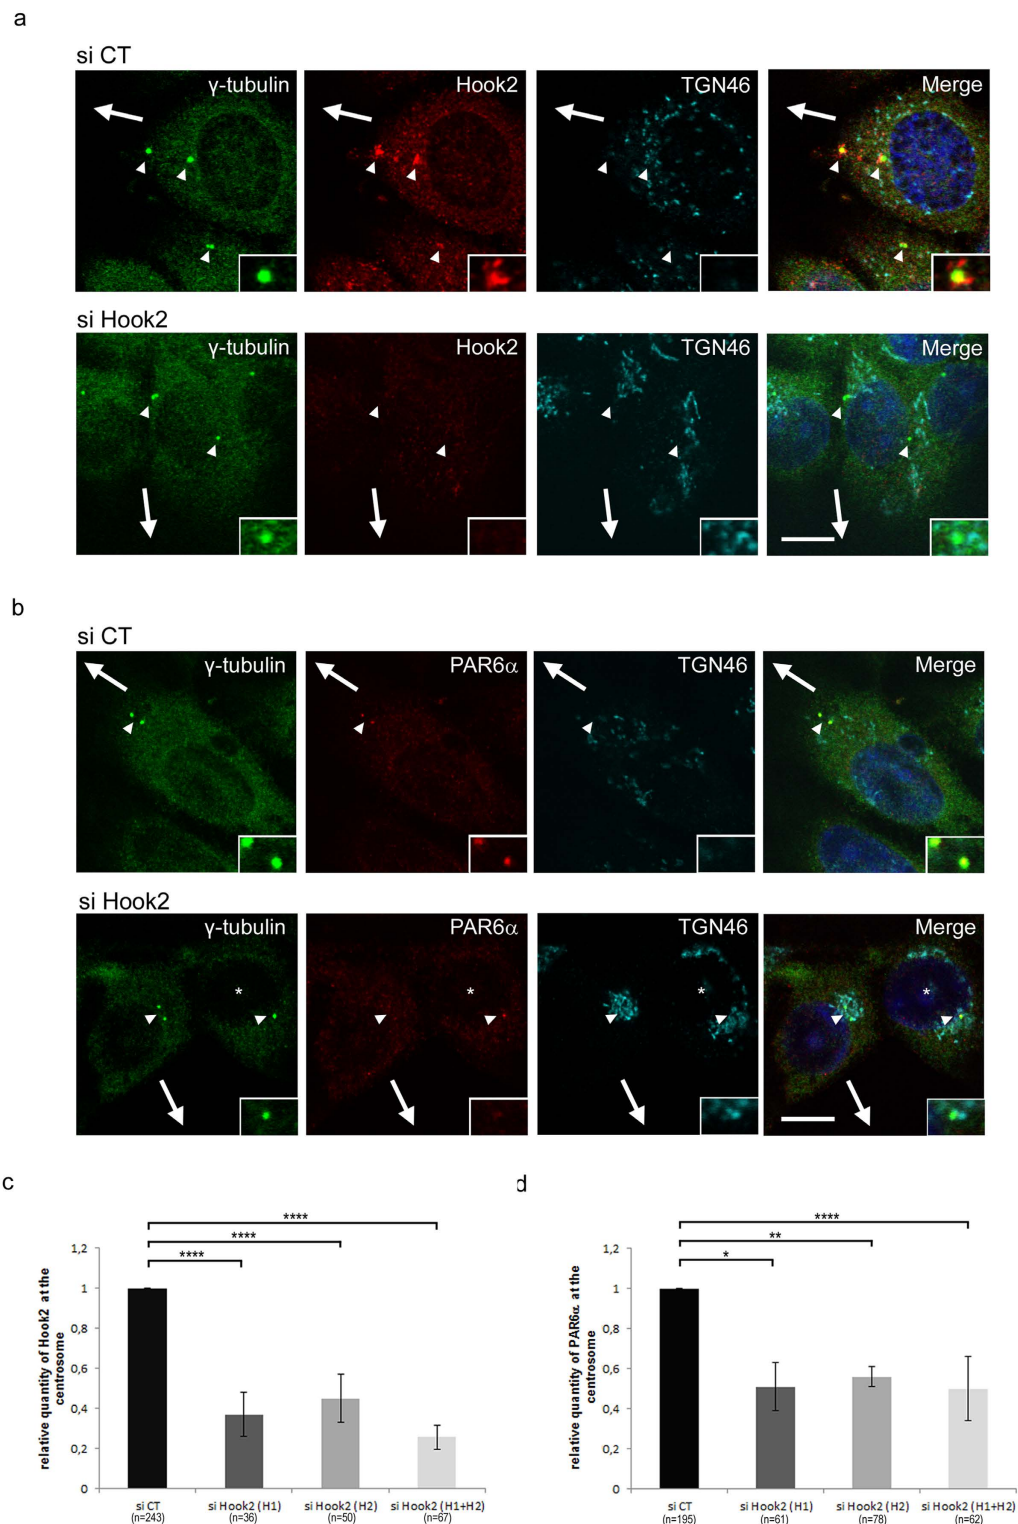 a
si CT
γ-tubulin Hook2 TGN46 Merge
si Hook2
γ-tubulin Hook2 TGN46 Merge
b
si CT
γ-tubulin PAR6α TGN46 Merge
si Hook2
γ-tubulin PAR6α TGN46 Merge
* * * *
c
relative quantity of Hook2 at the
centrosome
****
****
****
1,2
1
0,8
0,6
0,4
0,2
0
si CT si Hook2 (H1) si Hook2 (H2) si Hook2 (H1+H2)
(n=243) (n=36) (n=50) (n=67)
d
relative quantity of PAR6α at the
centrosome
****
**
*
1,2
1
0,8
0,6
0,4
0,2
0
si CT si Hook2 (H1) si Hook2 (H2) si Hook2 (H1+H2)
(n=195) (n=61) (n=78) (n=62)